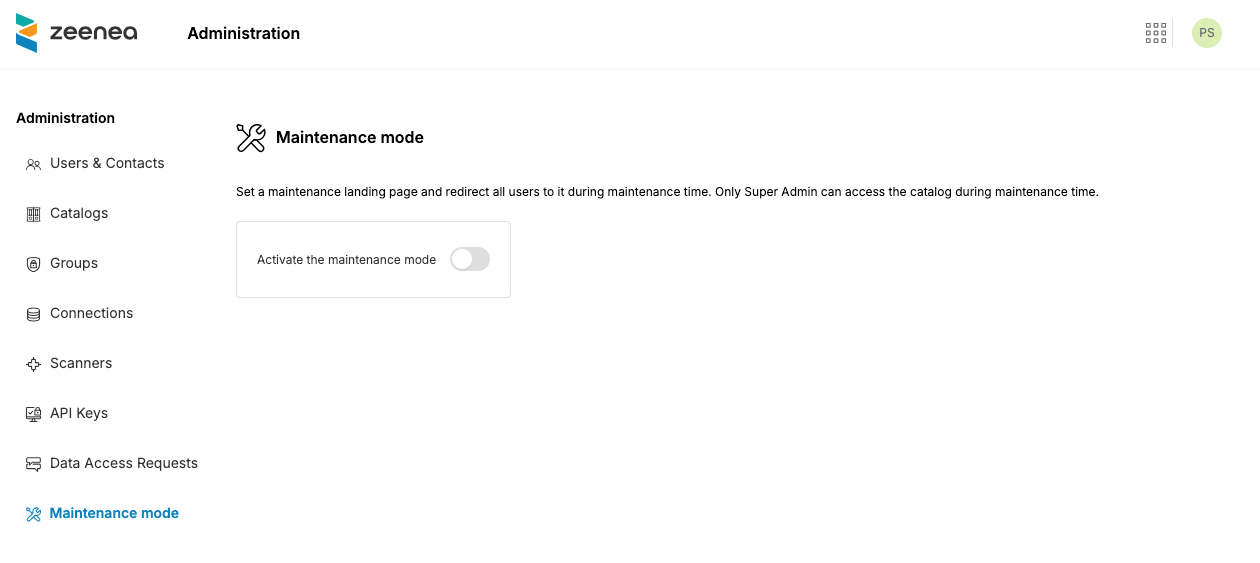 zeenea
Administration
PS
Administration
Users & Contacts
Catalogs
Groups
Connections
Scanners
API Keys
Data Access Requests
Maintenance mode
Maintenance mode
Set a maintenance landing page and redirect all users to it during maintenance time. Only Super Admin can access the catalog during maintenance time.
Activate the maintenance mode